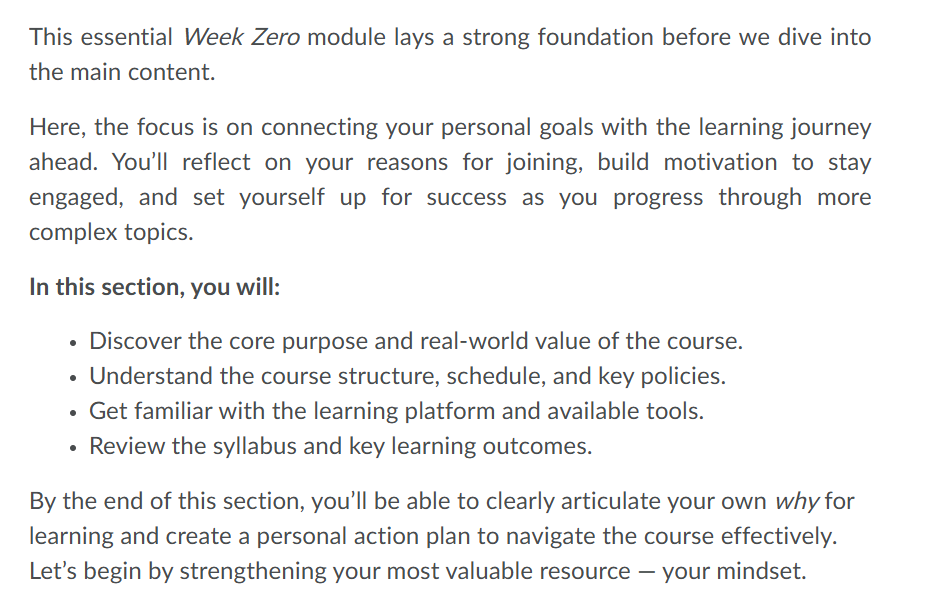 This essential Week Zero module lays a strong foundation before we dive into
the main content.
Here, the focus is on connecting your personal goals with the learning journey
ahead. You’ll reflect on your reasons for joining, build motivation to stay
engaged, and set yourself up for success as you progress through more
complex topics.
In this section, you will:
• Discover the core purpose and real-world value of the course.
• Understand the course structure, schedule, and key policies.
• Get familiar with the learning platform and available tools.
• Review the syllabus and key learning outcomes.
By the end of this section, you’ll be able to clearly articulate your own why for
learning and create a personal action plan to navigate the course effectively.
Let’s begin by strengthening your most valuable resource — your mindset.